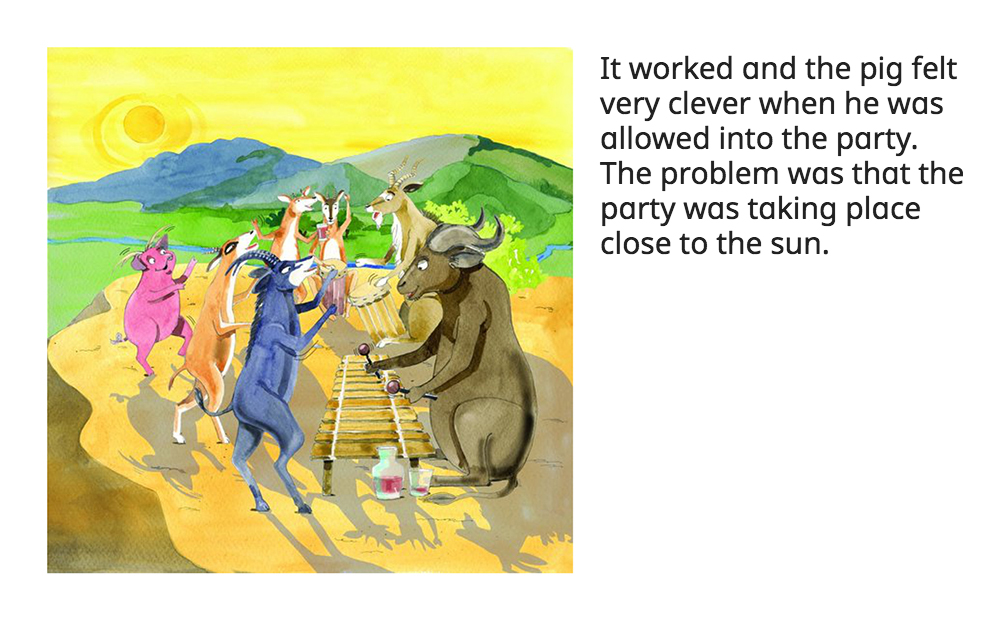 It worked and the pig felt
very clever when he was
allowed into the party.
The problem was that the
party was taking place
close to the sun.